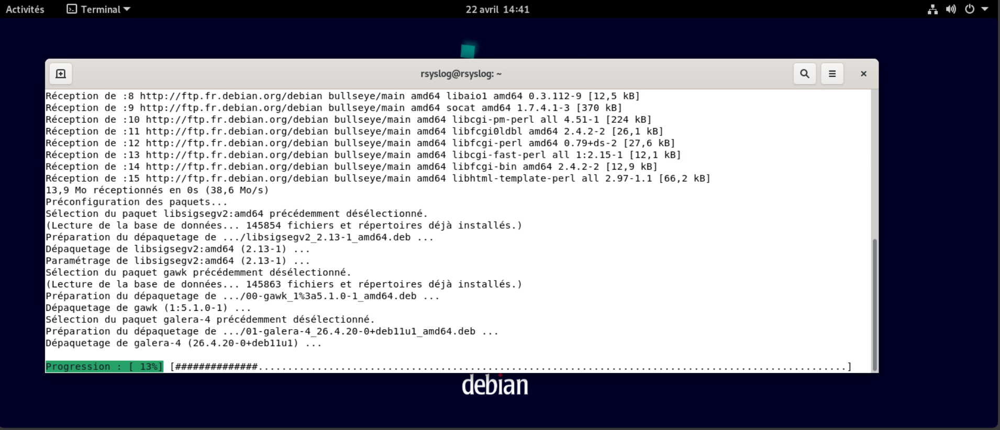 Activités
Terminal
22 avril 14:41
rsyslog@rsyslog: ~
Réception de :8 http://ftp.fr.debian.org/debian bullseye/main amd64 libaio1 amd64 0.3.112-9 [12,5 kB]
Réception de :9 http://ftp.fr.debian.org/debian bullseye/main amd64 socat amd64 1.7.4.1-3 [370 kB]
Réception de :10 http://ftp.fr.debian.org/debian bullseye/main amd64 libcgi-pm-perl all 4.51-1 [224 kB]
Réception de :11 http://ftp.fr.debian.org/debian bullseye/main amd64 libfcgi0ldbl amd64 2.4.2-2 [26,1 kB]
Réception de :12 http://ftp.fr.debian.org/debian bullseye/main amd64 libfcgi-perl amd64 0.79+ds-2 [27,6 kB]
Réception de :13 http://ftp.fr.debian.org/debian bullseye/main amd64 libcgi-fast-perl all 1:2.15-1 [12,1 kB]
Réception de :14 http://ftp.fr.debian.org/debian bullseye/main amd64 libfcgi-bin amd64 2.4.2-2 [12,9 kB]
Réception de :15 http://ftp.fr.debian.org/debian bullseye/main amd64 libhtml-template-perl all 2.97-1.1 [66,2 kB]
13,9 Mo réceptionnés en 0s (38,6 Mo/s)
Préconfiguration des paquets...
Sélection du paquet libsigsegv2:amd64 précédemment désélectionné.
(Lecture de la base de données... 145854 fichiers et répertoires déjà installés.)
Préparation du dépaquetage de .../libsigsegv2_2.13-1_amd64.deb ...
Dépaquetage de libsigsegv2:amd64 (2.13-1) ...
Paramétrage de libsigsegv2:amd64 (2.13-1) ...
Sélection du paquet gawk précédemment désélectionné.
(Lecture de la base de données... 145863 fichiers et répertoires déjà installés.)
Préparation du dépaquetage de .../00-gawk_1%3a5.1.0-1_amd64.deb ...
Dépaquetage de gawk (1:5.1.0-1) ...
Sélection du paquet galera-4 précédemment désélectionné.
Préparation du dépaquetage de .../01-galera-4_26.4.20-0+deb11u1_amd64.deb ...
Dépaquetage de galera-4 (26.4.20-0+deb11u1) ...
Progression : [ 13%] [##############....................................................................................................]
debian